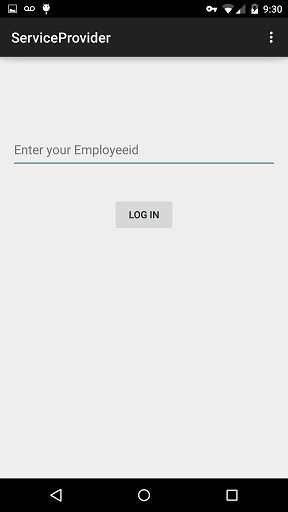 9:30
ServiceProvider
Enter your Employeeid
LOG IN